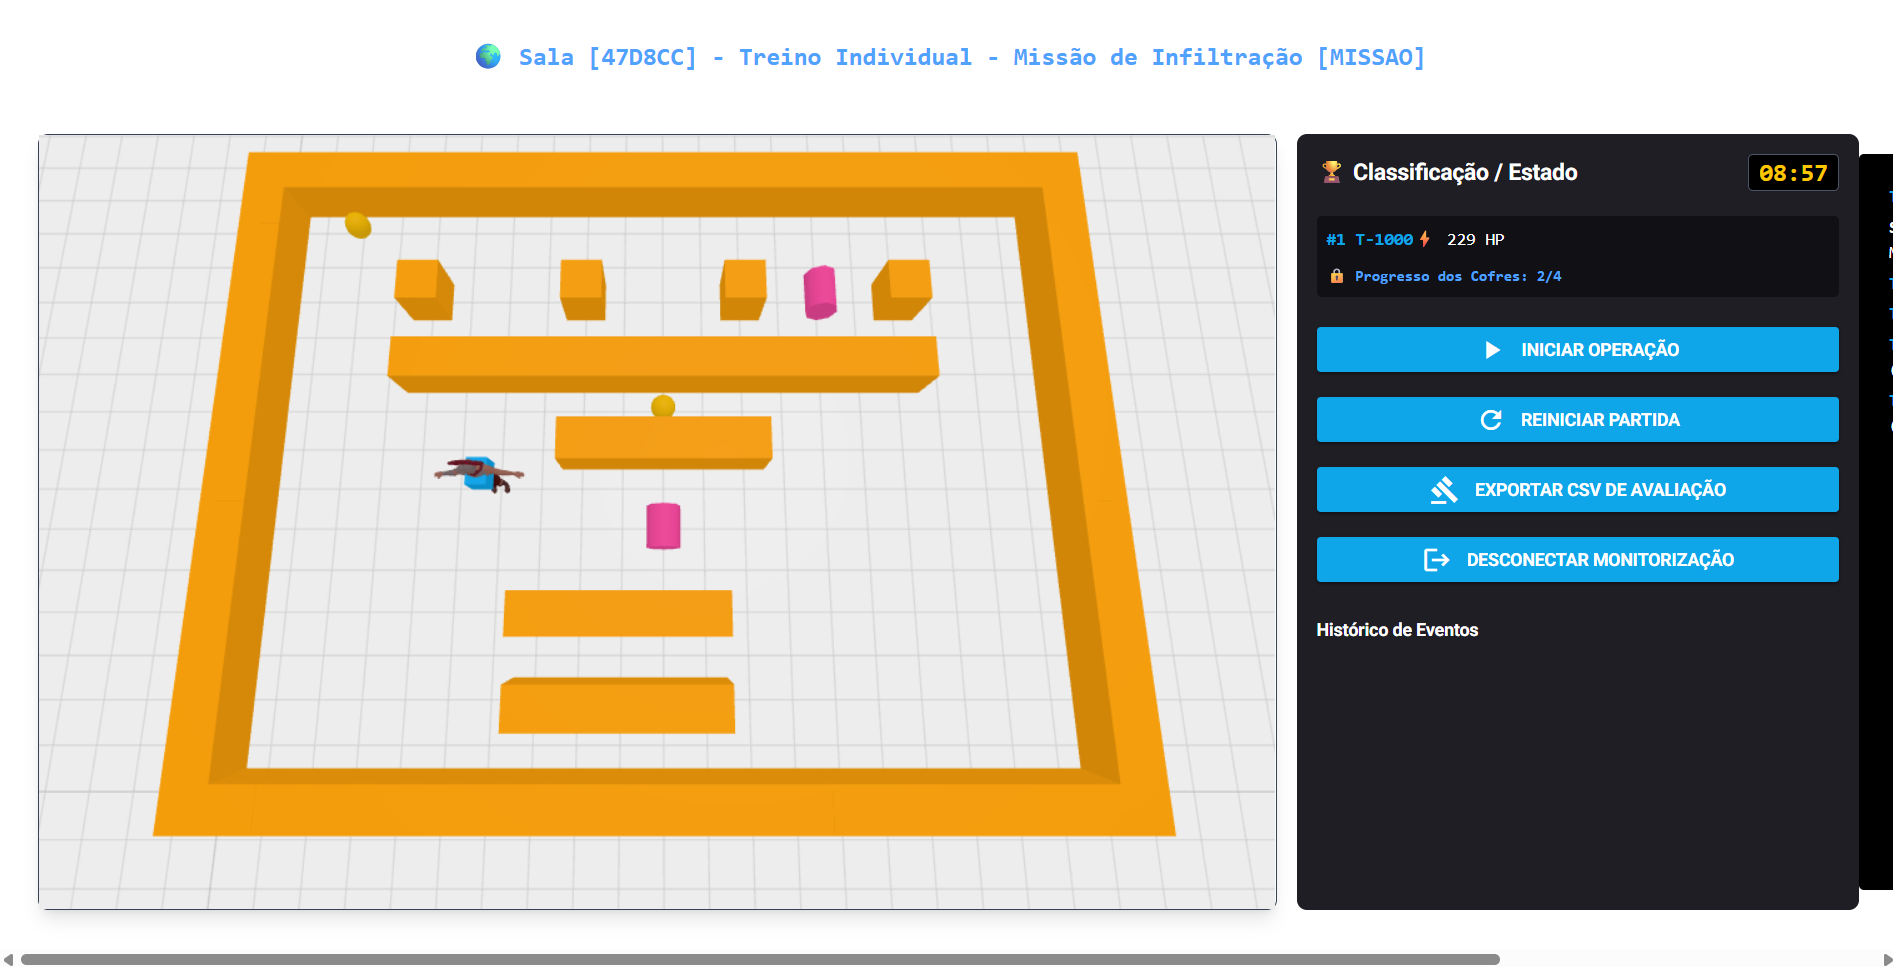 Sala [47D8CC] - Treino Individual - Missão de Infiltração [MISSAO]
Classificação / Estado
08:57
#1 T-1000 229 HP
Progresso dos Cofres: 2/4
INICIAR OPERAÇÃO
REINICIAR PARTIDA
EXPORTAR CSV DE AVALIAÇÃO
DESCONECTAR MONITORIZAÇÃO
Histórico de Eventos